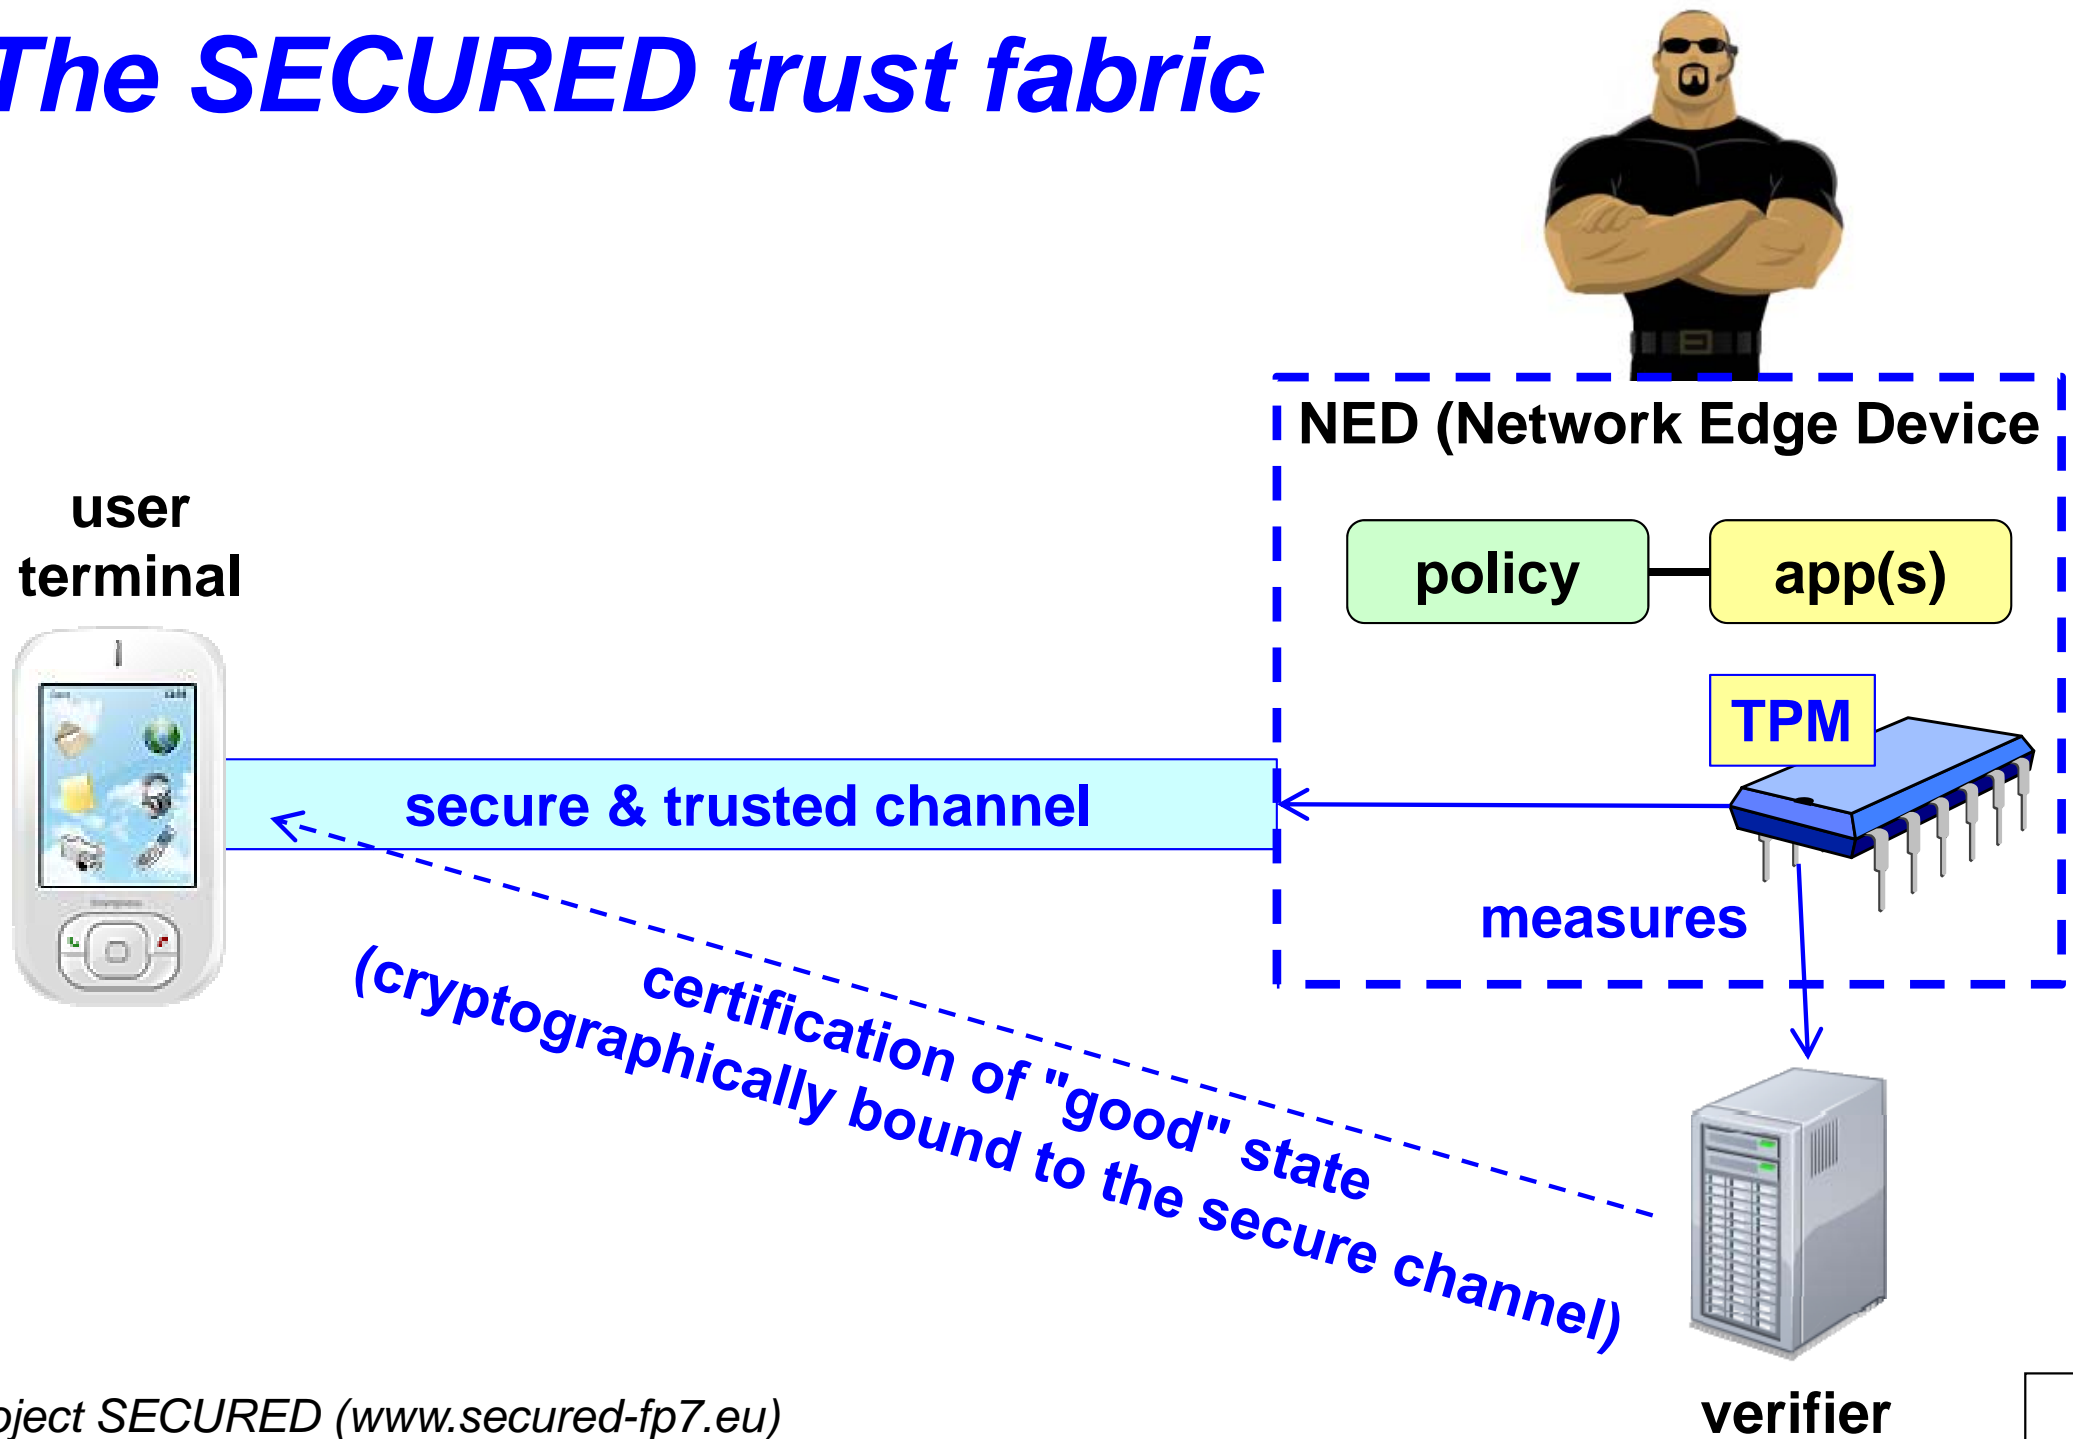 The SECURED trust fabric
NED (Network Edge Device
user
terminal
policy
app(s)
TPM
secure & trusted channel
measures
certification of "good" state
(cryptographically bound to the secure channel)
oject SECURED (www.secured-fp7.eu)
verifier